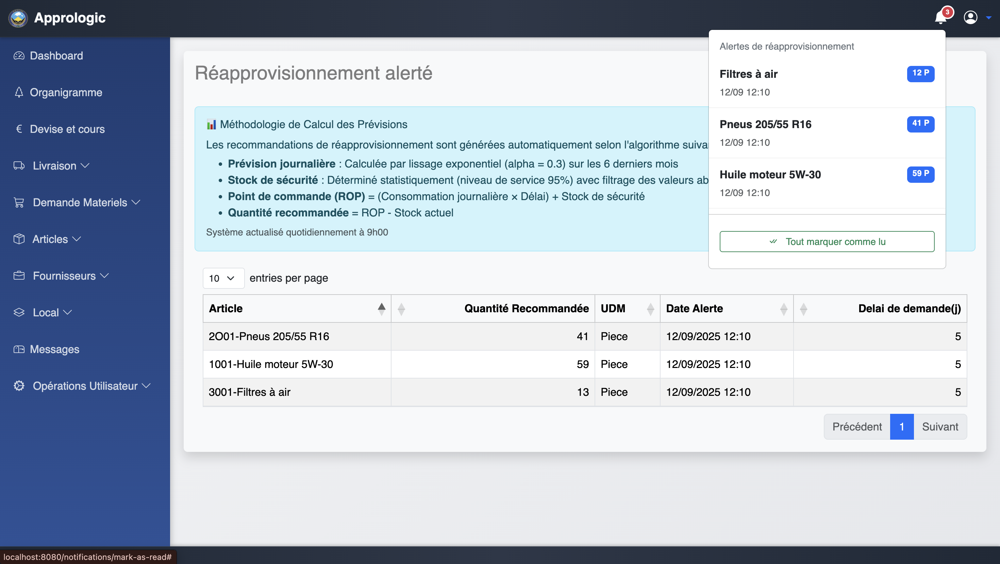 Apprologic
3
Dashboard
Organigramme
Devise et cours
Livraison
Demande Materiels
Articles
Fournisseurs
Local
Messages
Opérations Utilisateur
Réapprovisionnement alerté
Méthodologie de Calcul des Prévisions
Les recommandations de réapprovisionnement sont générées automatiquement selon l'algorithme
Prévision journalière : Calculée par lissage exponentiel (alpha = 0.3) sur les 6 derniers mois
Stock de sécurité : Déterminé statistiquement (niveau de service 95%) avec filtrage des valeurs
Point de commande (ROP) = (Consommation journalière × Délai) + Stock de sécurité
Quantité recommandée = ROP - Stock actuel
Système actualisé quotidiennement à 9h00
Alertes de réapprovisionnement
Filtres à air 12 P
12/09 12:10
Pneus 205/55 R16 41 P
12/09 12:10
Huile moteur 5W-30 59 P
12/09 12:10
Tout marquer comme lu
10 entries per page
Article Quantité Recommandée UDM Date Alerte Delai de demande(j)
2O01-Pneus 205/55 R16 41 Piece 12/09/2025 12:10 5
1001-Huile moteur 5W-30 59 Piece 12/09/2025 12:10 5
3001-Filtres à air 13 Piece 12/09/2025 12:10 5
Précédent 1 Suivant
localhost:8080/notifications/mark-as-read#